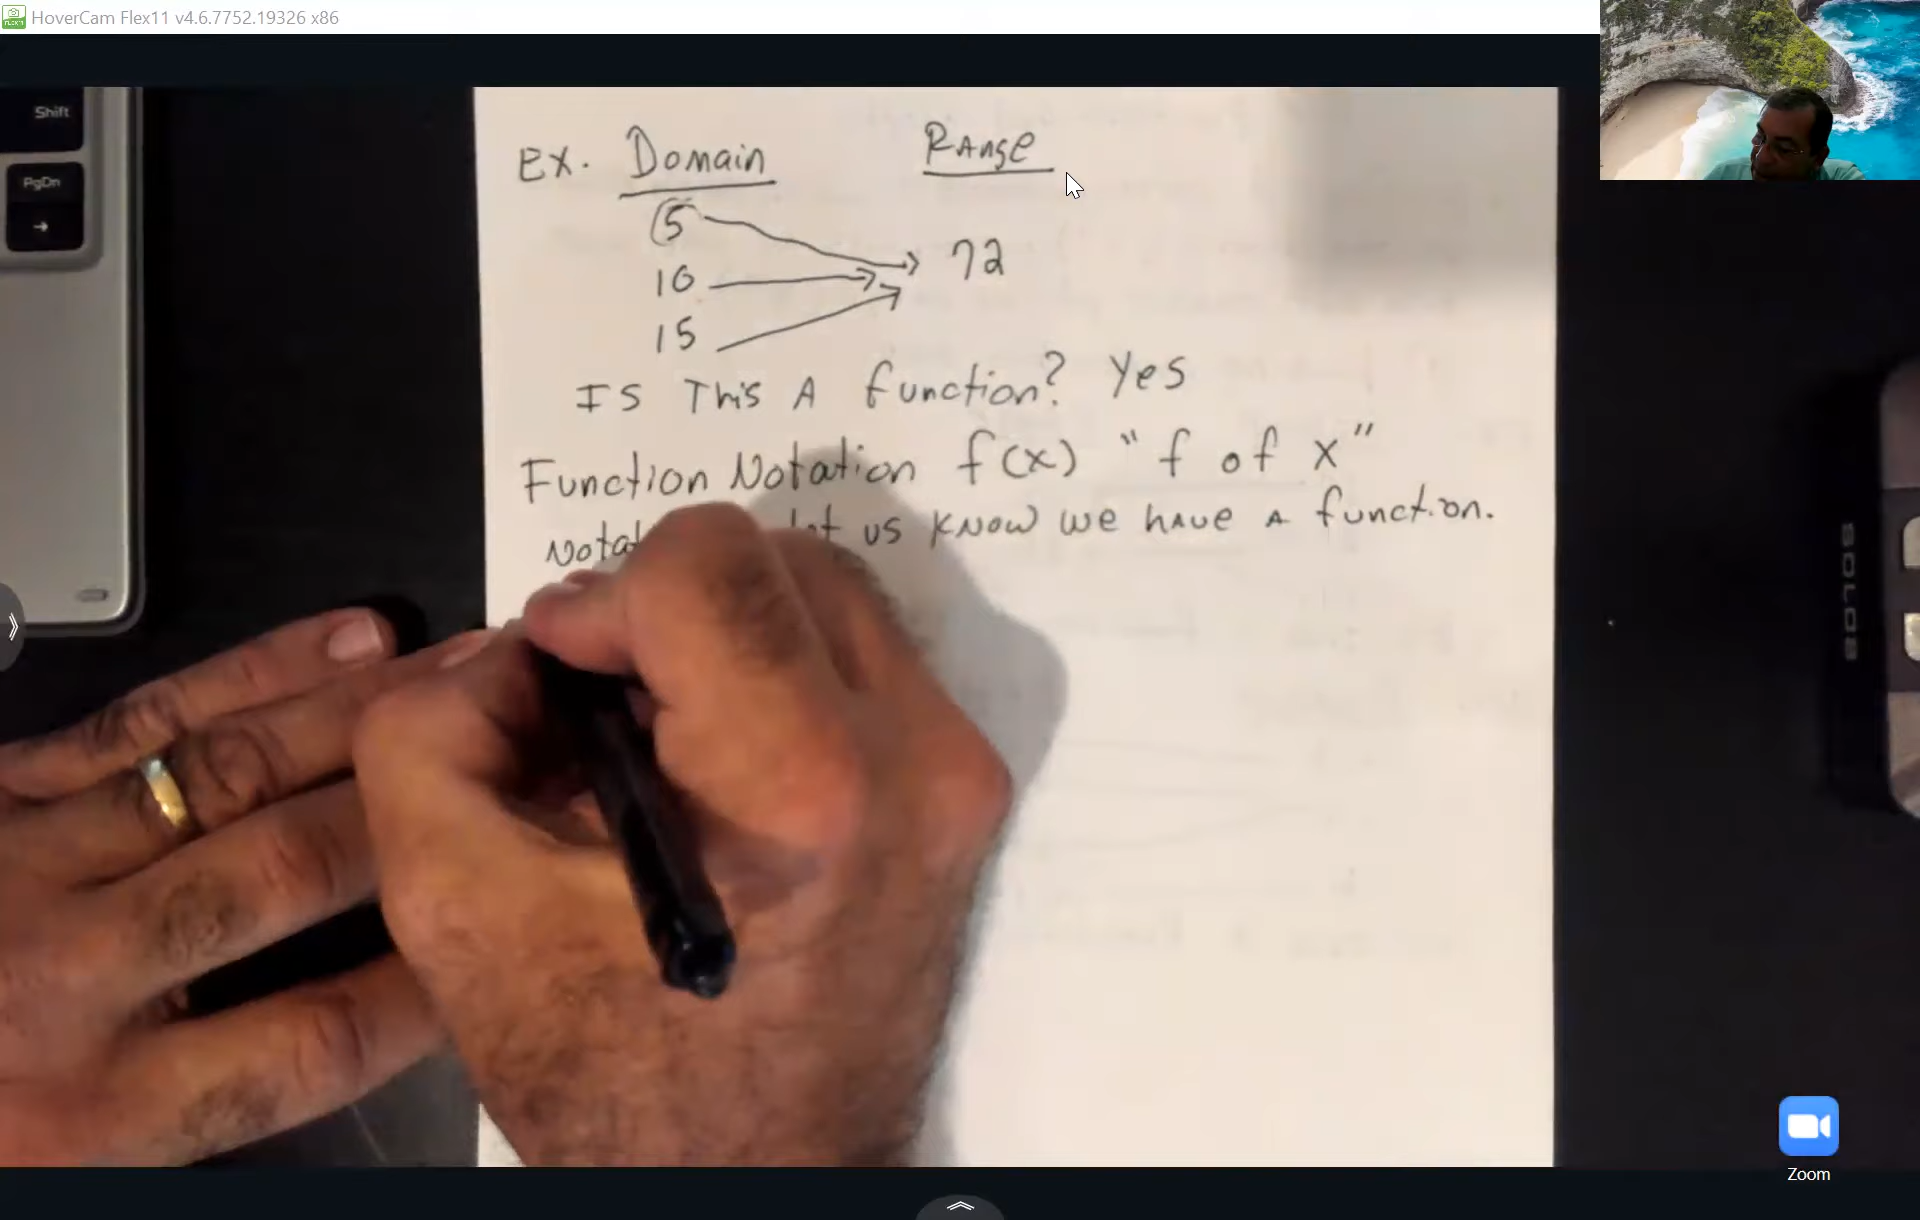 HoverCam Flex11 v4.6.7752.19326 x86
Shift
PgDn
Ex. Domain Range
5
10 72
15
Is This A function? Yes
Function Notation f(x) "f of x"
us know we have a function.
SOLOS
Zoom